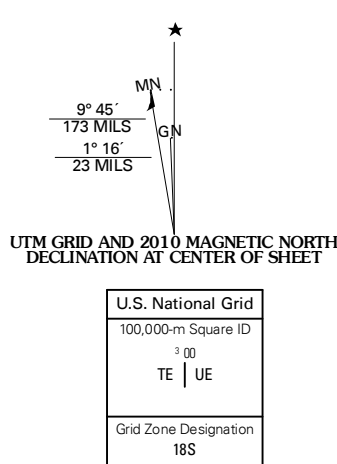 ★
MN
GN
9° 45´
173 MILS
1° 16´
23 MILS
UTM GRID AND 2010 MAGNETIC NORTH
DECLINATION AT CENTER OF SHEET
U.S. National Grid
100,000-m Square ID
3 00
TE UE
Grid Zone Designation
18S